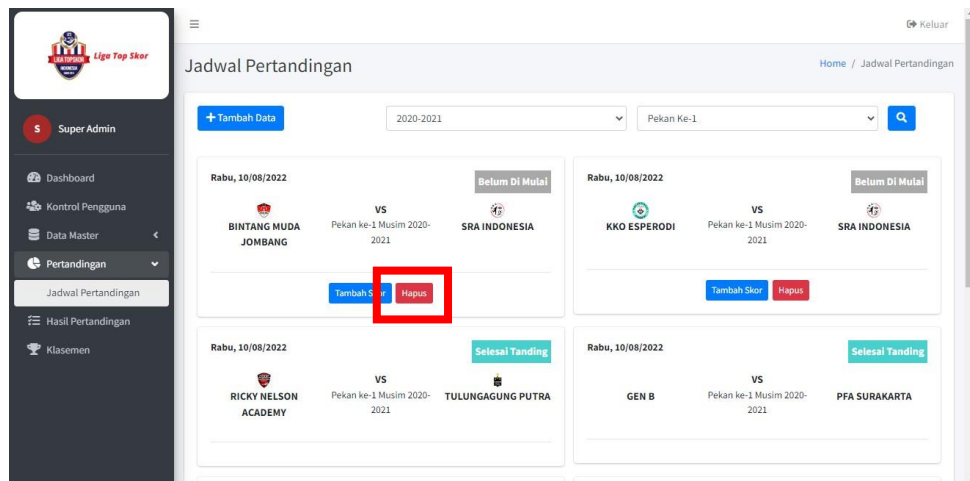 LIGA TOPSKOR
INDONESIA
Liga Top Skor
Keluar
Jadwal Pertandingan
Home / Jadwal Pertandingan
S Super Admin
Dashboard
Kontrol Pengguna
Data Master
Pertandingan
Jadwal Pertandingan
Hasil Pertandingan
Klasemen
+ Tambah Data
2020-2021
Pekan Ke-1
Rabu, 10/08/2022
Belum Di Mulai
BINTANG MUDA
JOMBANG
VS
Pekan ke-1 Musim 2020-
2021
SRA INDONESIA
Tambah Skor
Hapus
Rabu, 10/08/2022
Belum Di Mulai
KKO ESPERODI
VS
Pekan ke-1 Musim 2020-
2021
SRA INDONESIA
Tambah Skor
Hapus
Rabu, 10/08/2022
Selesai Tanding
RICKY NELSON
ACADEMY
VS
Pekan ke-1 Musim 2020-
2021
TULUNGAGUNG PUTRA
Rabu, 10/08/2022
Selesai Tanding
GEN B
VS
Pekan ke-1 Musim 2020-
2021
PFA SURAKARTA